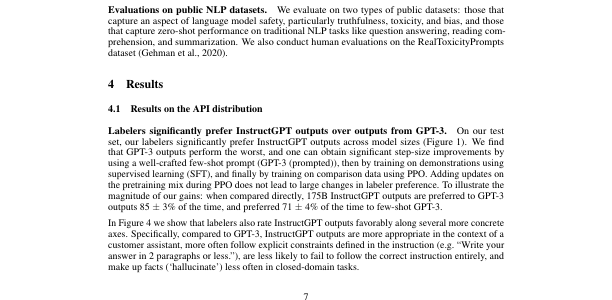 Evaluations on public NLP datasets. We evaluate on two types of public datasets: those that
capture an aspect of language model safety, particularly truthfulness, toxicity, and bias, and those
that capture zero-shot performance on traditional NLP tasks like question answering, reading com-
prehension, and summarization. We also conduct human evaluations on the RealToxicityPrompts
dataset (Gehman et al., 2020).
4 Results
4.1 Results on the API distribution
Labelers significantly prefer InstructGPT outputs over outputs from GPT-3. On our test
set, our labelers significantly prefer InstructGPT outputs across model sizes (Figure 1). We find
that GPT-3 outputs perform the worst, and one can obtain significant step-size improvements by
using a well-crafted few-shot prompt (GPT-3 (prompted)), then by training on demonstrations using
supervised learning (SFT), and finally by training on comparison data using PPO. Adding updates on
the pretraining mix during PPO does not lead to large changes in labeler preference. To illustrate the
magnitude of our gains: when compared directly, 175B InstructGPT outputs are preferred to GPT-3
outputs 85 ± 3% of the time, and preferred 71 ± 4% of the time to few-shot GPT-3.
In Figure 4 we show that labelers also rate InstructGPT outputs favorably along several more concrete
axes. Specifically, compared to GPT-3, InstructGPT outputs are more appropriate in the context of a
customer assistant, more often follow explicit constraints defined in the instruction (e.g. “Write your
answer in 2 paragraphs or less.”), are less likely to fail to follow the correct instruction entirely, and
make up facts (‘hallucinate’) less often in closed-domain tasks.
7